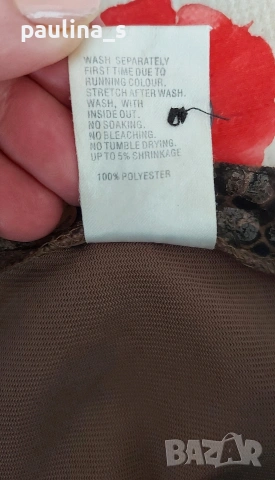 paulina_s
WASH SEPARATELY
FIRST TIME DUE TO
RUNNING COLOUR.
STRETCH AFTER WASH.
WASH, WITH
INSIDE OUT.
NO SOAKING.
NO BLEACHING.
NO TUMBLE DRYING.
UP TO 5% SHRINKAGE
100% POLYESTER
BAZAR